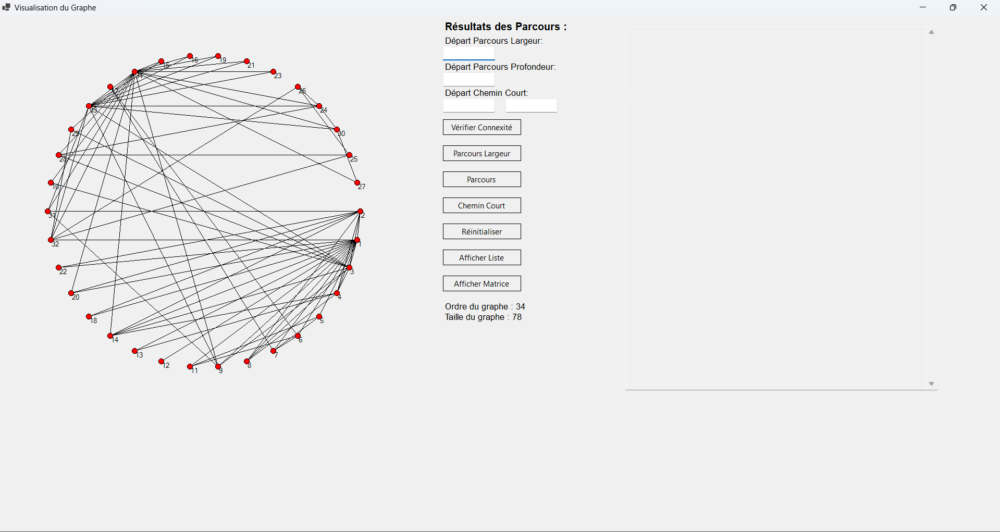 Visualisation du Graphe
Résultats des Parcours :
Départ Parcours Largeur:
Départ Parcours Profondeur:
Départ Chemin Court:
Vérifier Connexité
Parcours Largeur
Parcours
Chemin Court
Réinitialiser
Afficher Liste
Afficher Matrice
Ordre du graphe : 34
Taille du graphe : 78
15
16
19
21
34
23
17
26
33
24
29
30
28
25
10
27
31
2
32
1
22
3
20
4
18
5
14
6
13
7
12
8
11
9